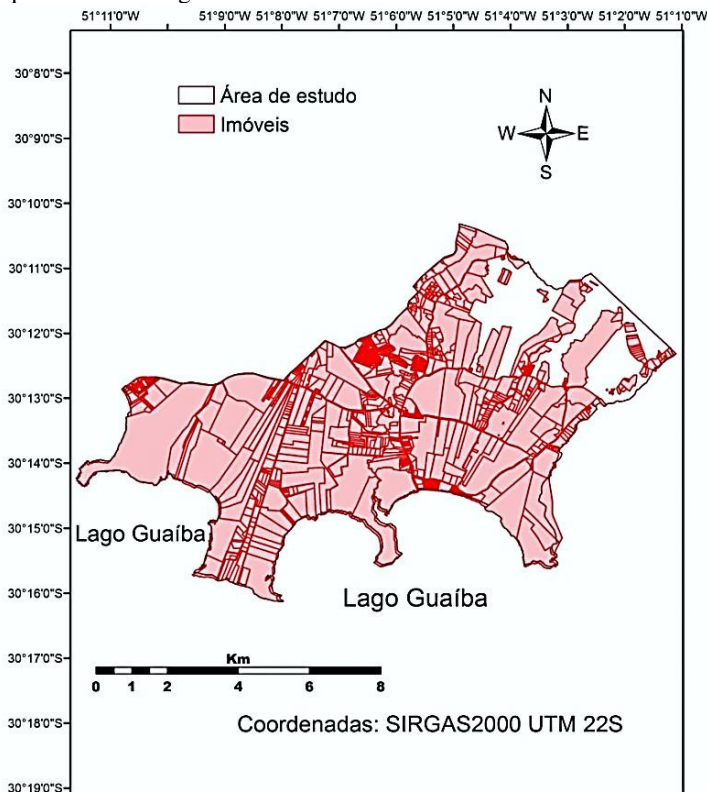 51°11'0"W 51°9'0"W 51°8'0"W 51°7'0"W 51°6'0"W 51°5'0"W 51°4'0"W 51°3'0"W 51°2'0"W 51°1'0"W
30°8'0"S
Área de estudo
Imóveis
N
W E
S
30°9'0"S
30°10'0"S
30°11'0"S
30°12'0"S
30°13'0"S
30°14'0"S
30°15'0"S
Lago Guaíba
30°16'0"S
Lago Guaíba
30°17'0"S
Km
0 1 2 4 6 8
30°18'0"S
Coordenadas: SIRGAS2000 UTM 22S
30°19'0"S